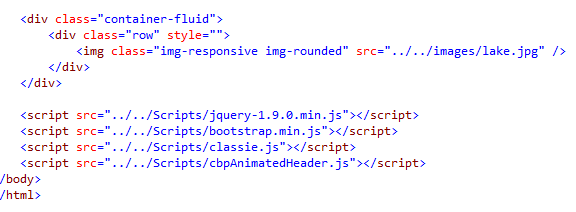 <div class="container-fluid">
<div class="row" style="">
<img class="img-responsive img-rounded" src="../../images/lake.jpg" />
</div>
</div>
<script src="../../Scripts/jquery-1.9.0.min.js"></script>
<script src="../../Scripts/bootstrap.min.js"></script>
<script src="../../Scripts/classie.js"></script>
<script src="../../Scripts/cbpAnimatedHeader.js"></script>
/body>
/html>